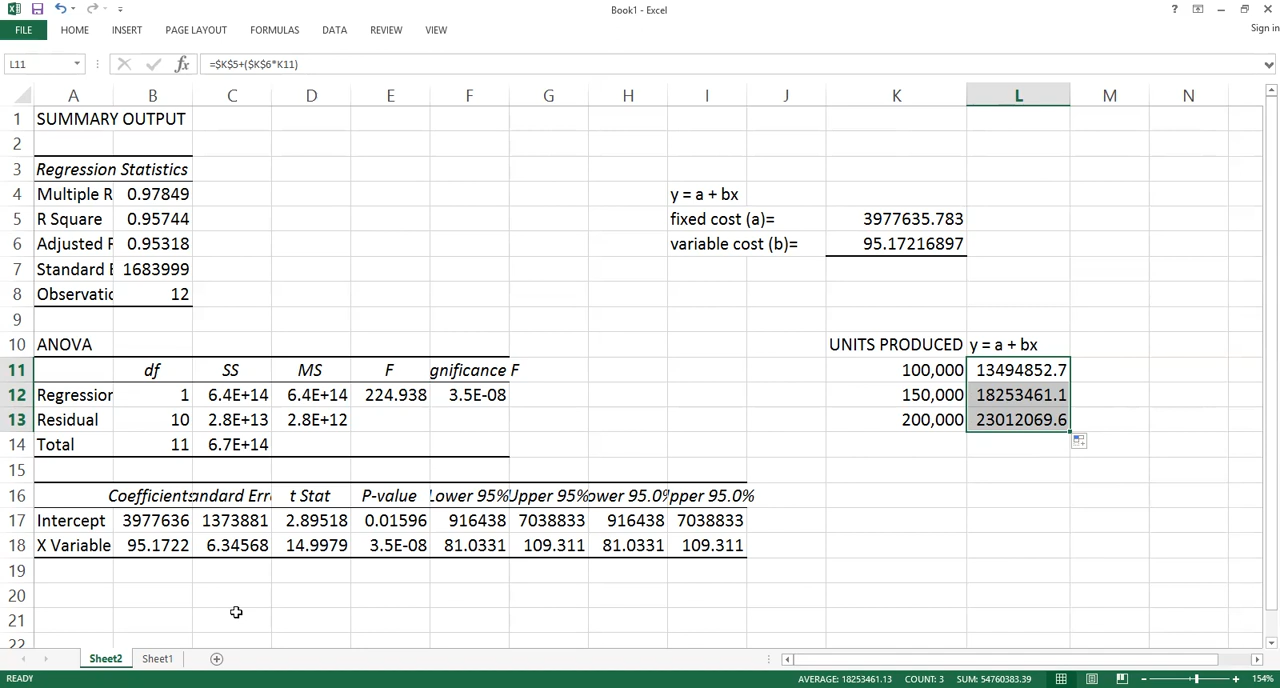 Book1 - Excel
?
FILE HOME INSERT PAGE LAYOUT FORMULAS DATA REVIEW VIEW Sign in
L11 fx =$K$5+($K$6*K11)
A B C D E F G H I J K L M N
1 SUMMARY OUTPUT
2
3 Regression Statistics
4 Multiple R 0.97849 y = a + bx
5 R Square 0.95744 fixed cost (a)= 3977635.783
6 Adjusted F 0.95318 variable cost (b)= 95.17216897
7 Standard E 1683999
8 Observatic 12
9
10 ANOVA UNITS PRODUCED y = a + bx
11 df SS MS F gnificance F 100,000 13494852.7
12 Regressior 1 6.4E+14 6.4E+14 224.938 3.5E-08 150,000 18253461.1
13 Residual 10 2.8E+13 2.8E+12 200,000 23012069.6
14 Total 11 6.7E+14
15
16 Coefficients andard Erro t Stat P-value Lower 95% Upper 95% ower 95.0% pper 95.0%
17 Intercept 3977636 1373881 2.89518 0.01596 916438 7038833 916438 7038833
18 X Variable 95.1722 6.34568 14.9979 3.5E-08 81.0331 109.311 81.0331 109.311
19
20
21
22
Sheet2 Sheet1
READY AVERAGE: 18253461.13 COUNT: 3 SUM: 54760383.39 154%